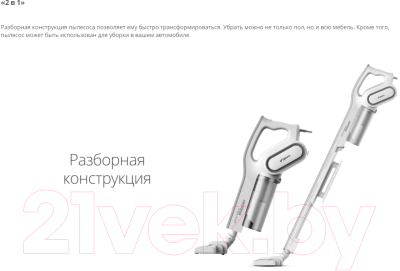 «2 в 1»
Разборная конструкция пылесоса позволяет ему быстро трансформироваться. Убрать можно не только пол, но и всю мебель. Кроме того,
пылесос может быть использован для уборки в вашем автомобиле.
Разборная
конструкция
21vek.by